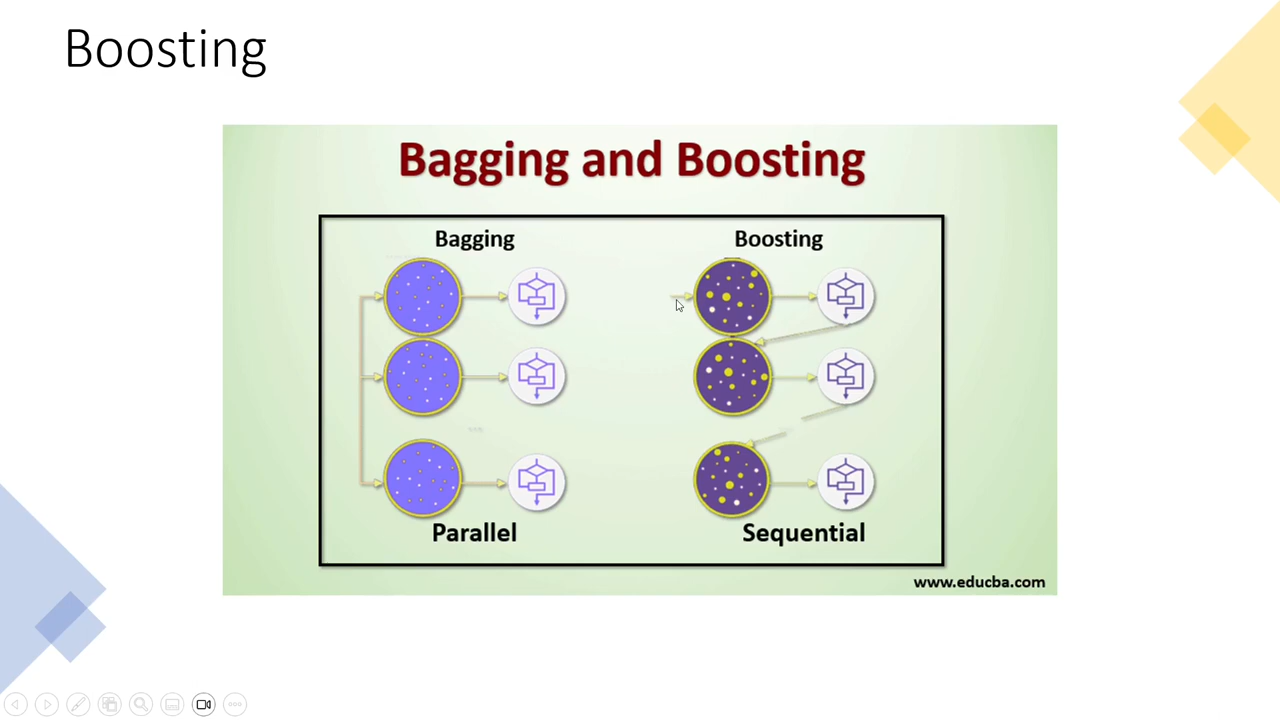 Boosting
Bagging and Boosting
Bagging
Boosting
Parallel
Sequential
www.educba.com